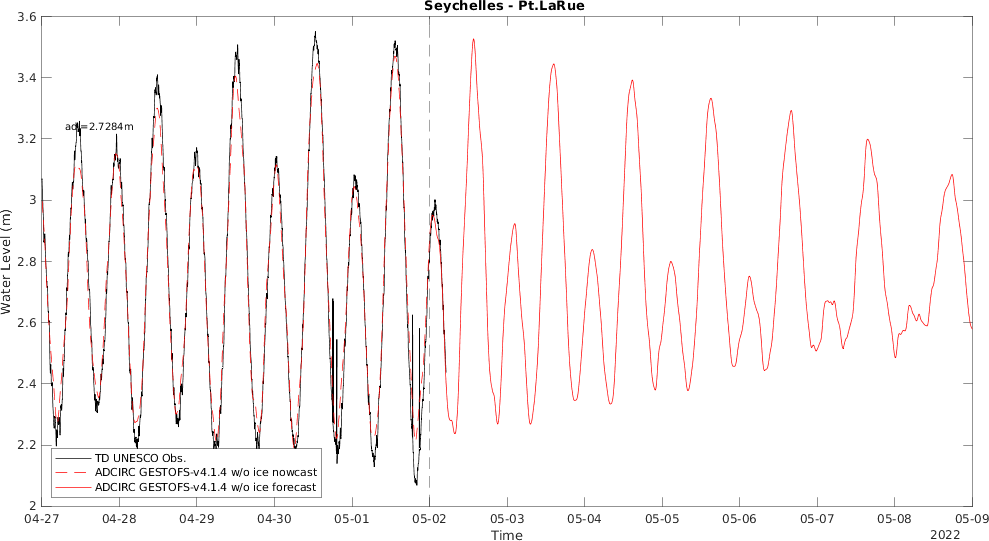 Seychelles - Pt.LaRue
3.6
3.4
3.2
3
2.8
2.6
2.4
2.2
2
Water Level (m)
adj=2.7284m
TD UNESCO Obs.
ADCIRC GESTOFS-v4.1.4 w/o ice nowcast
ADCIRC GESTOFS-v4.1.4 w/o ice forecast
04-27 04-28 04-29 04-30 05-01 05-02 05-03 05-04 05-05 05-06 05-07 05-08 05-09
Time
2022